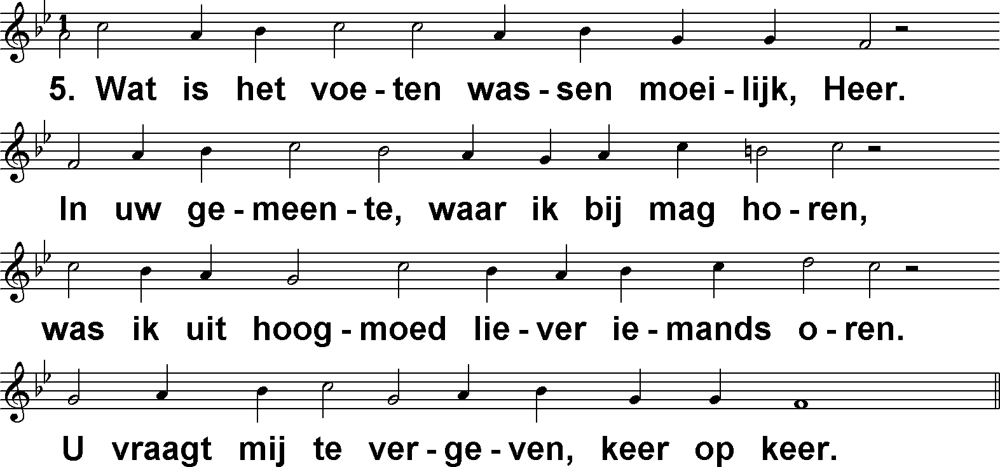 1
5. Wat is het voe - ten was - sen moei - lijk, Heer.
In uw ge - meen - te, waar ik bij mag ho - ren,
was ik uit hoog - moed lie - ver ie - mands o - ren.
U vraagt mij te ver - ge - ven, keer op keer.